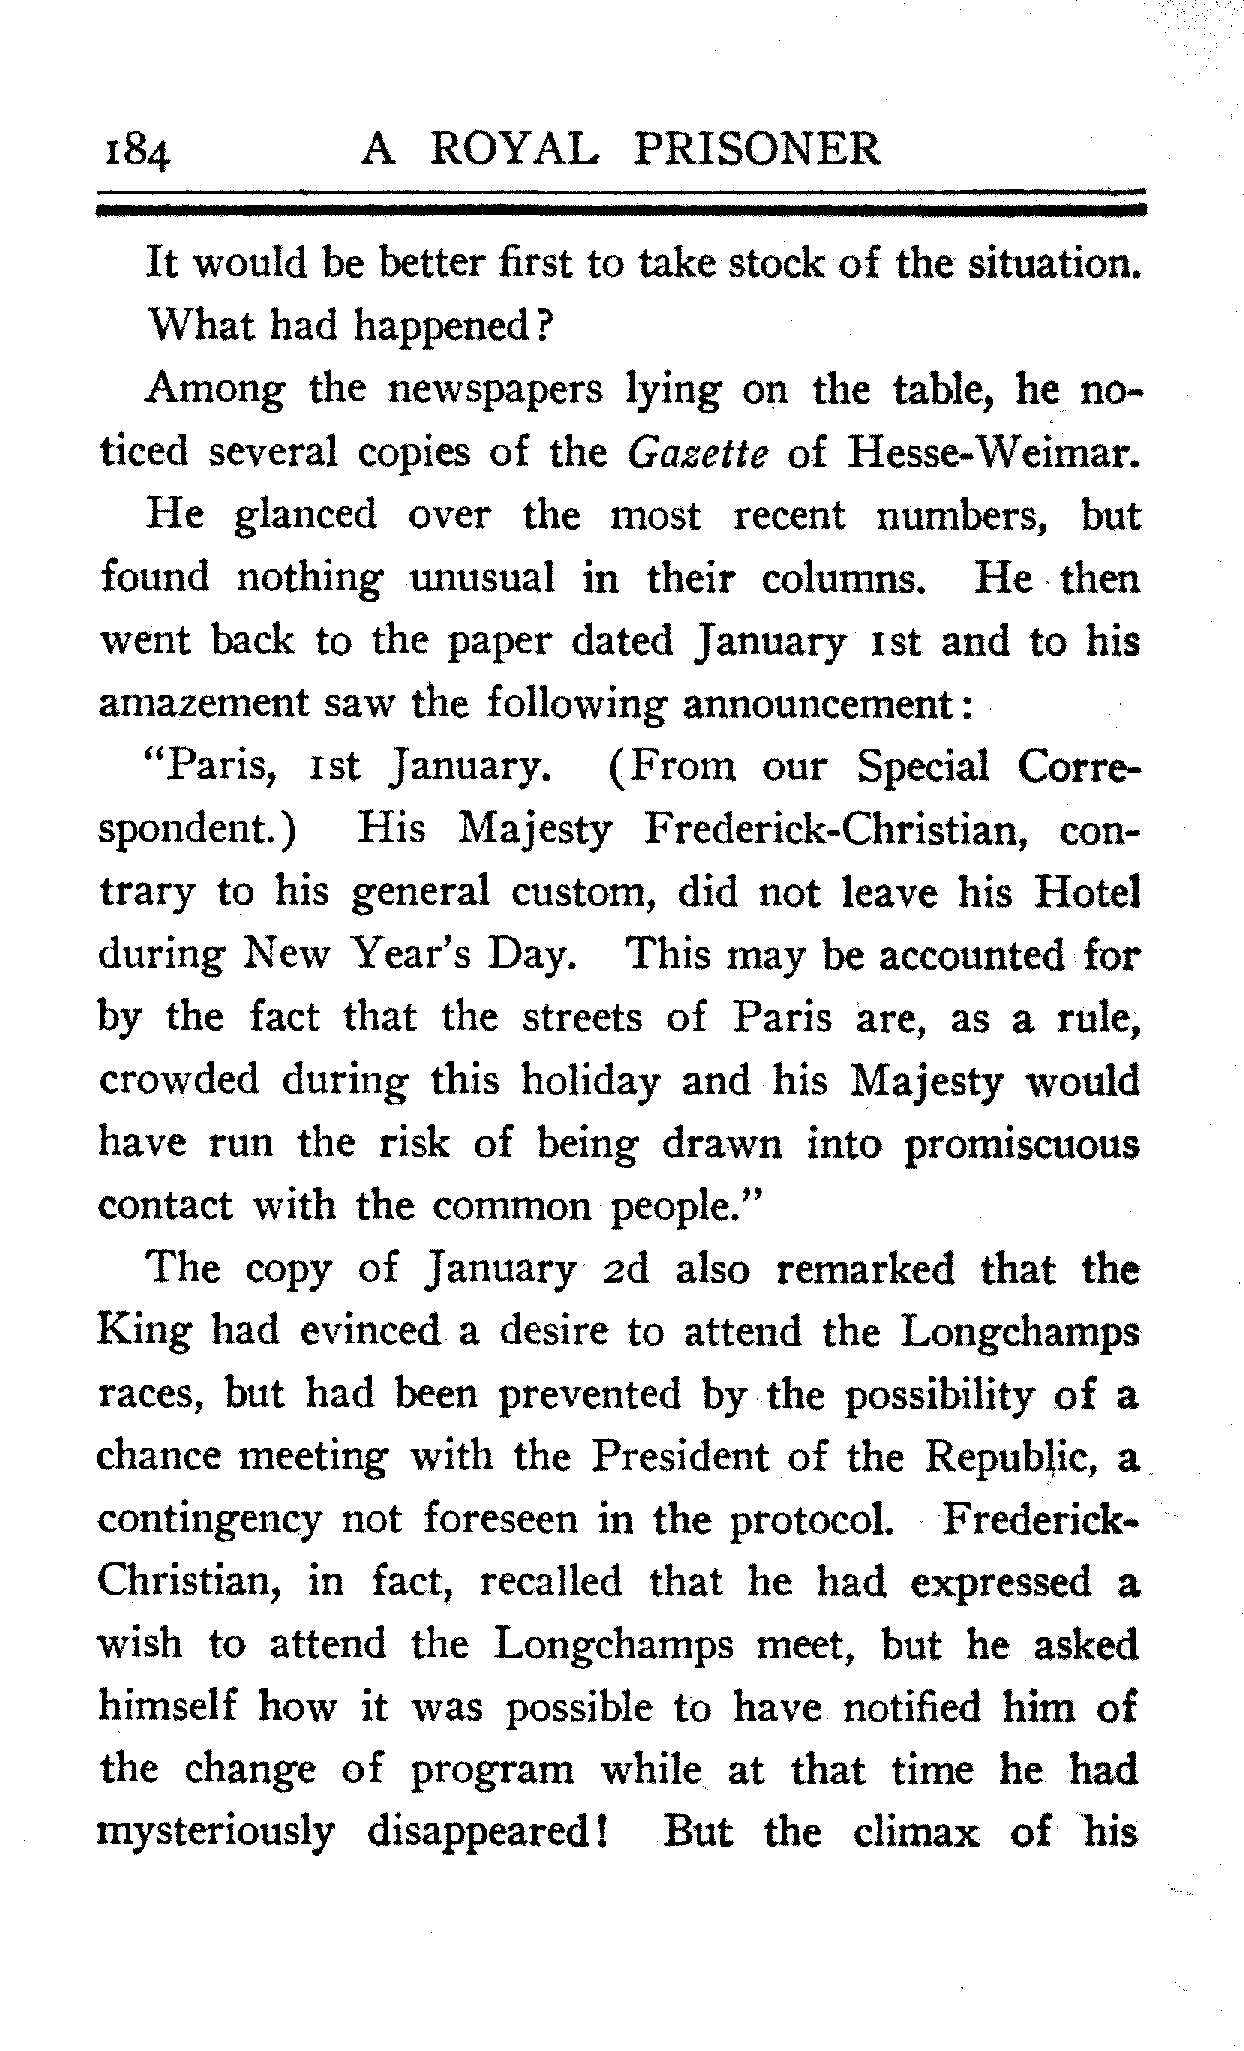 184 A ROYAL PRISONER
It would be better first to take stock of the situation.
What had happened?
Among the newspapers lying on the table, he no-
ticed several copies of the Gazette of Hesse-Weimar.
He glanced over the most recent numbers, but
found nothing unusual in their columns. He then
went back to the paper dated January 1st and to his
amazement saw the following announcement:
"Paris, 1st January. (From our Special Corre-
spondent.) His Majesty Frederick-Christian, con-
trary to his general custom, did not leave his Hotel
during New Year's Day. This may be accounted for
by the fact that the streets of Paris are, as a rule,
crowded during this holiday and his Majesty would
have run the risk of being drawn into promiscuous
contact with the common people."
The copy of January 2d also remarked that the
King had evinced a desire to attend the Longchamps
races, but had been prevented by the possibility of a
chance meeting with the President of the Republic, a
contingency not foreseen in the protocol. Frederick-
Christian, in fact, recalled that he had expressed a
wish to attend the Longchamps meet, but he asked
himself how it was possible to have notified him of
the change of program while at that time he had
mysteriously disappeared! But the climax of his